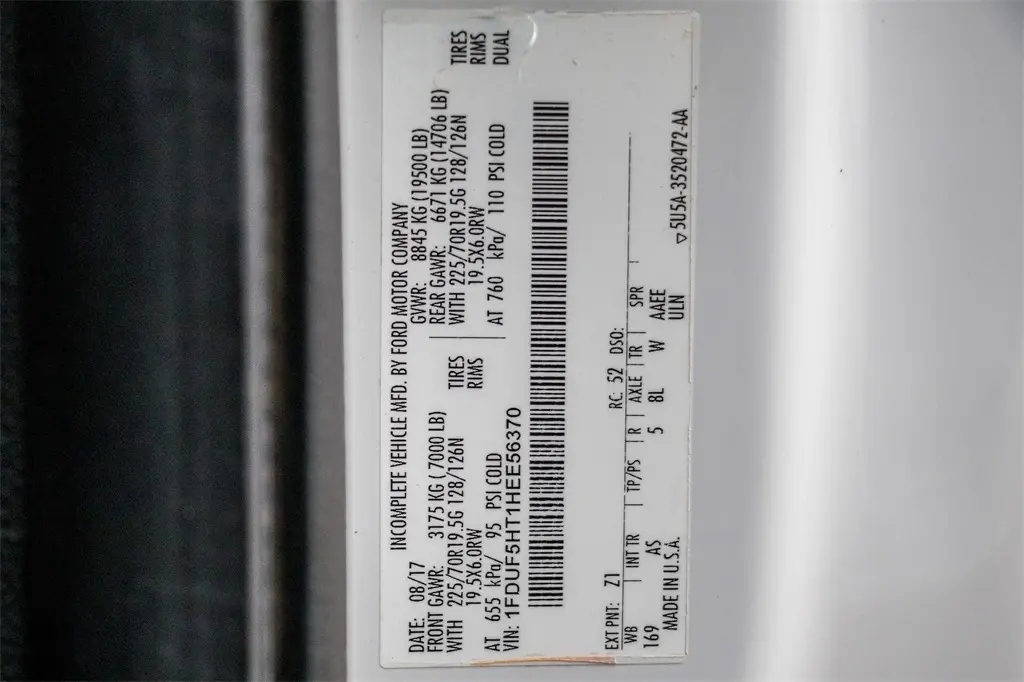 INCOMPLETE VEHICLE MFD. BY FORD MOTOR COMPANY
DATE: 08/17 GVWR: 8845 KG (19500 LB)
FRONT GAWR: 3175 KG (7000 LB) REAR GAWR: 6671 KG (14706 LB)
WITH 225/70R19.5G 128/126N TIRES WITH 225/70R19.5G 128/126N TIRES
19.5X6.0RW RIMS 19.5X6.0RW RIMS
AT 655 kPa/ 95 PSI COLD AT 760 kPa/ 110 PSI COLD DUAL
VIN: 1FDUF5HT1HEE56370
EXT PNT: Z1 RC: 52 DSO:
WB INT TR TP/PS R AXLE TR SPR
169 AS 5 8L W AAEE
MADE IN U.S.A. ULN
▽5U5A-3520472-AA